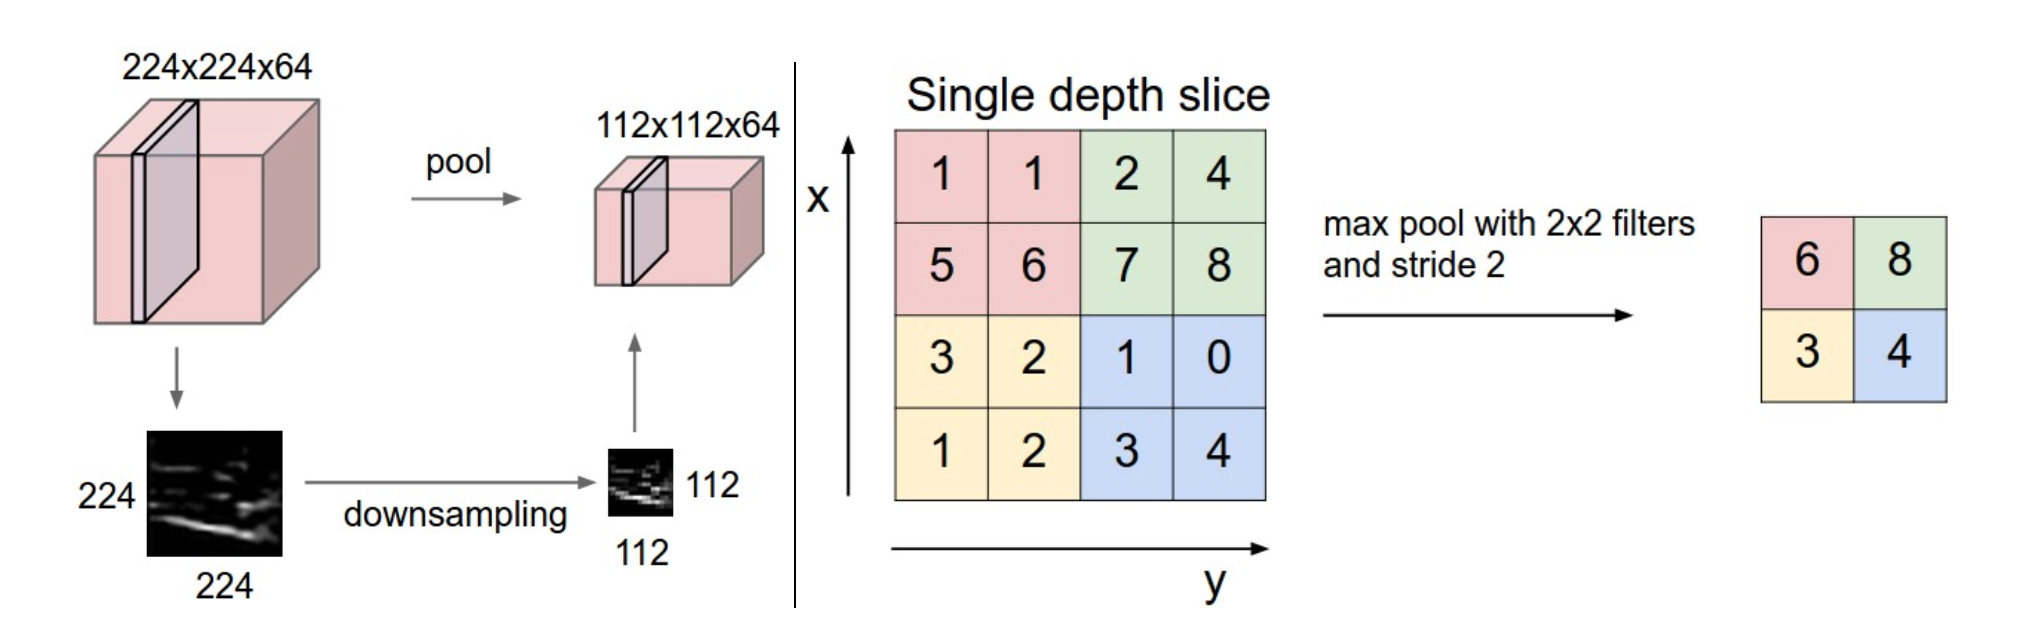 224x224x64
pool
112x112x64
224
224
downsampling
112
112
Single depth slice
x
1 1 2 4
5 6 7 8
3 2 1 0
1 2 3 4
y
max pool with 2x2 filters
and stride 2
6 8
3 4